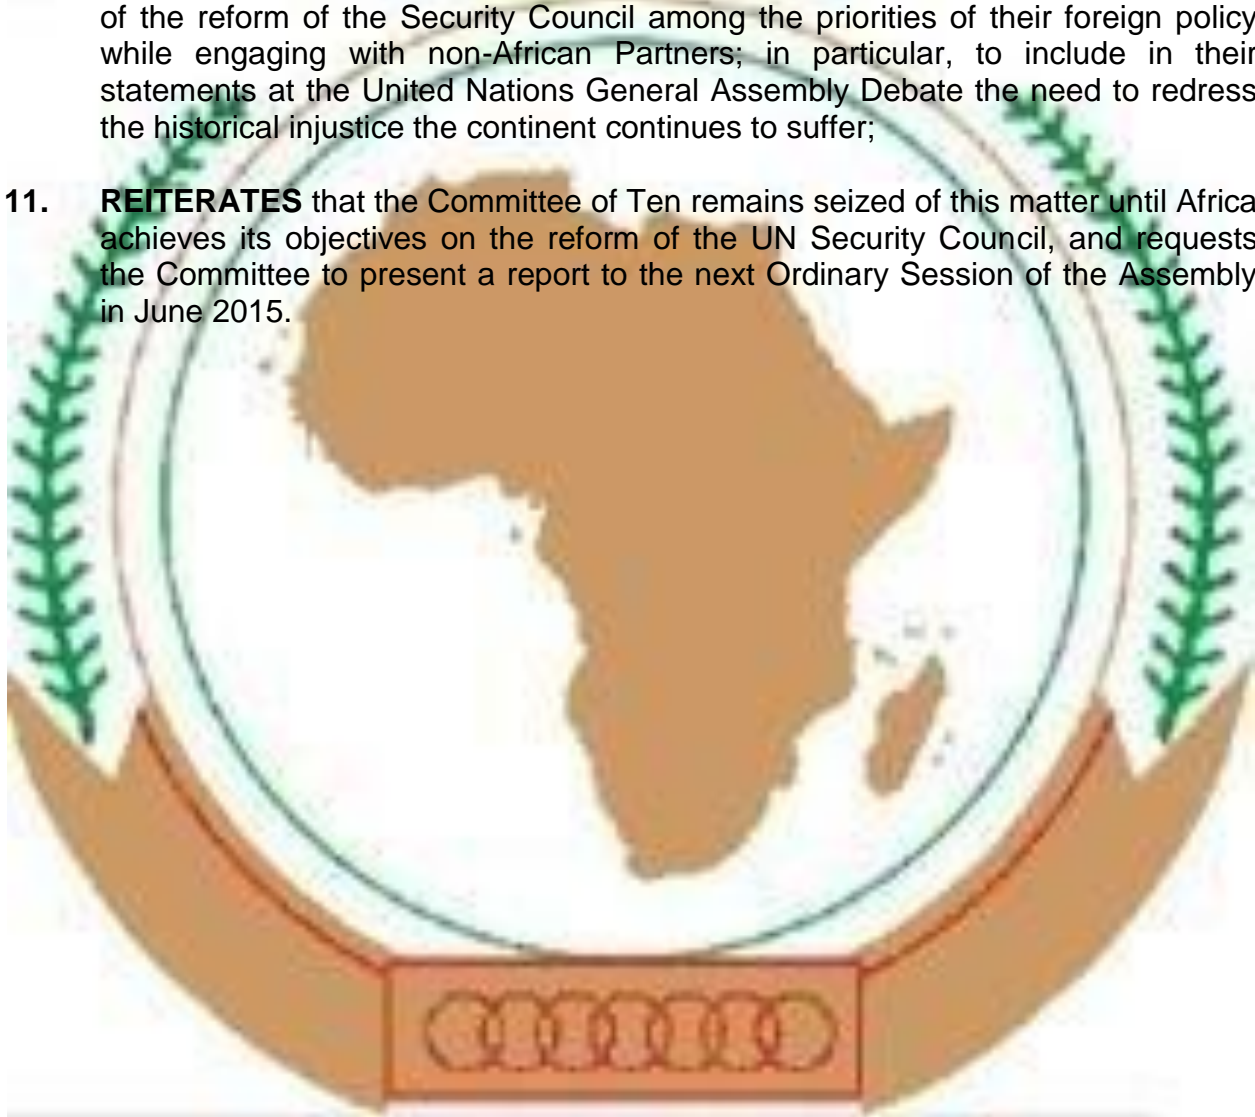 of the reform of the Security Council among the priorities of their foreign policy
while engaging with non-African Partners; in particular, to include in their
statements at the United Nations General Assembly Debate the need to redress
the historical injustice the continent continues to suffer;
11. REITERATES that the Committee of Ten remains seized of this matter until Africa
achieves its objectives on the reform of the UN Security Council, and requests
the Committee to present a report to the next Ordinary Session of the Assembly
in June 2015.